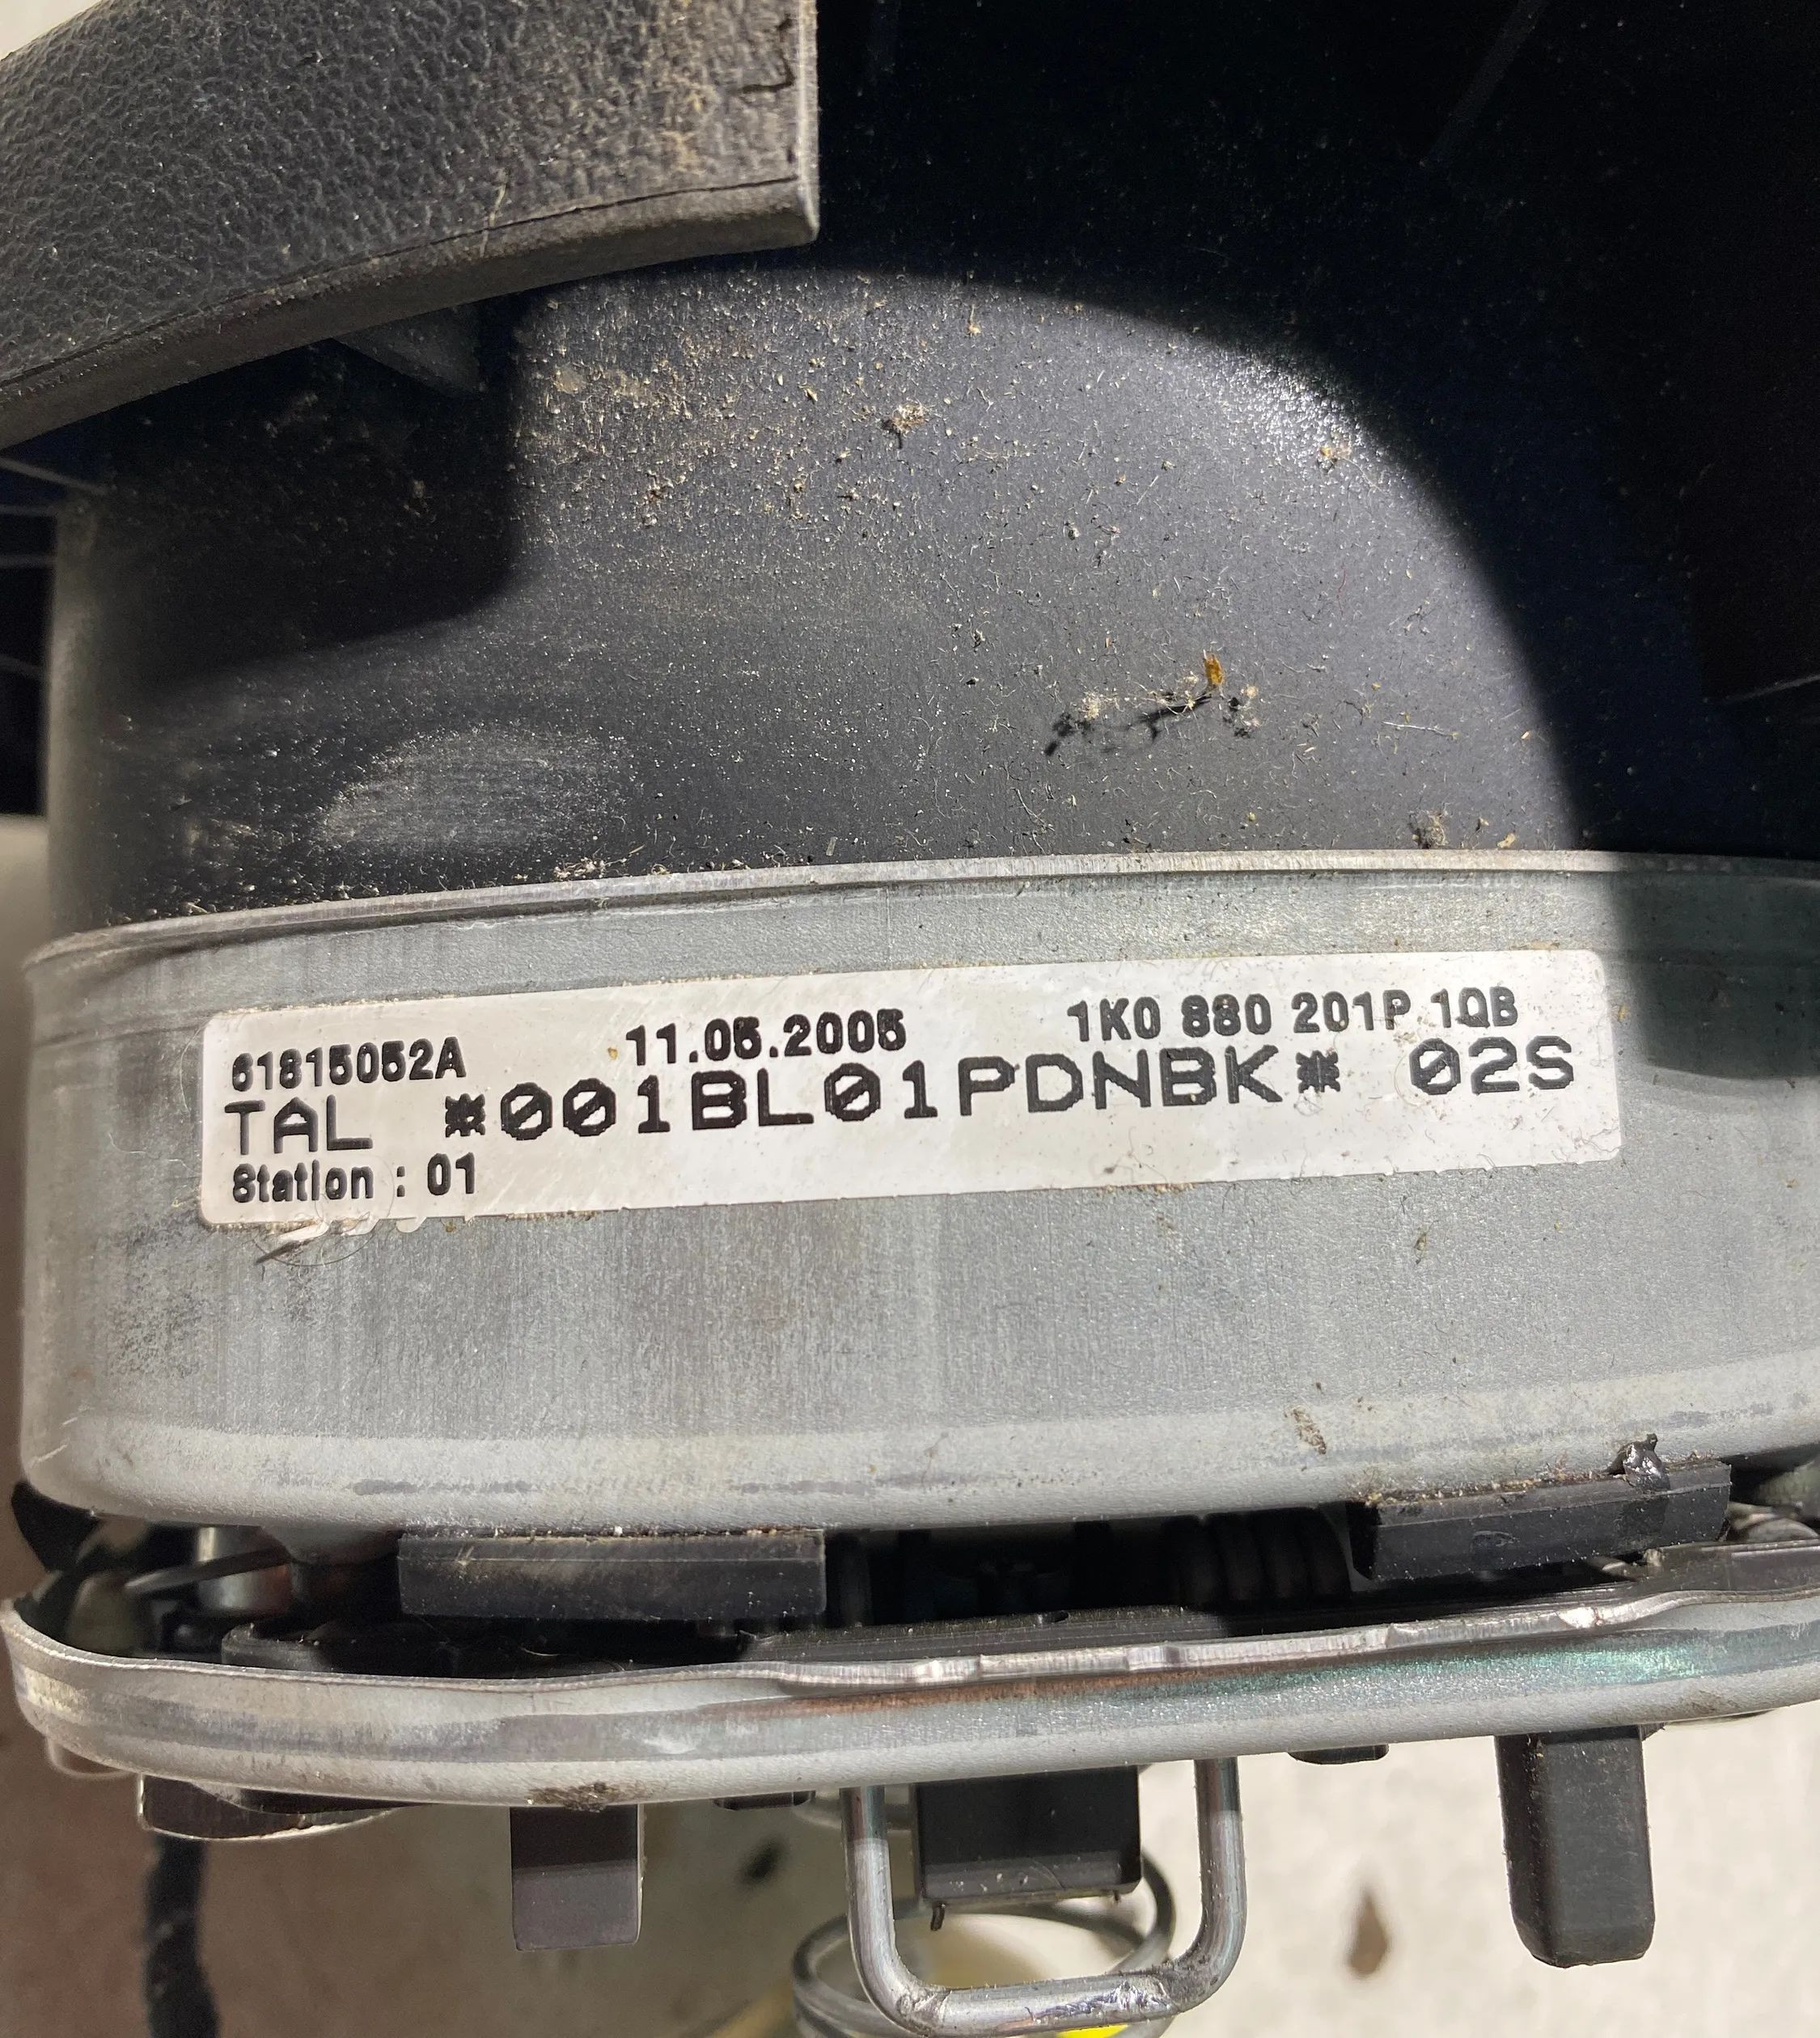 61815052A 11.05.2005 1K0 880 201P 1QB
TAL *001BL01PDNBK* 02S
Station : 01